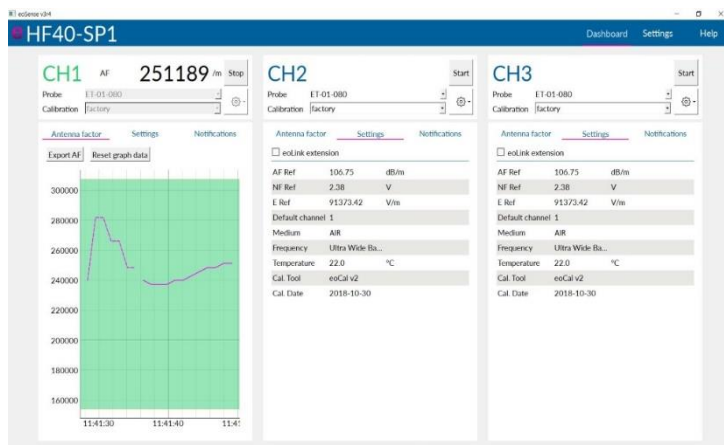 eoSense v3r4
HF40-SP1
Dashboard Settings Help
CH1 AF 251189 /m Stop
Probe ET-01-080
Calibration factory
Antenna factor Settings Notifications
Export AF Reset graph data
300000
280000
260000
240000
220000
200000
180000
160000
11:41:30 11:41:40 11:41
CH2 Start
Probe ET-01-080
Calibration factory
Antenna factor Settings Notifications
eoLink extension
AF Ref 106.75 dB/m
NF Ref 2.38 V
E Ref 91373.42 V/m
Default channel 1
Medium AIR
Frequency Ultra Wide Ba...
Temperature 22.0 °C
Cal. Tool eoCal v2
Cal. Date 2018-10-30
CH3 Start
Probe ET-01-080
Calibration factory
Antenna factor Settings Notifications
eoLink extension
AF Ref 106.75 dB/m
NF Ref 2.38 V
E Ref 91373.42 V/m
Default channel 1
Medium AIR
Frequency Ultra Wide Ba...
Temperature 22.0 °C
Cal. Tool eoCal v2
Cal. Date 2018-10-30